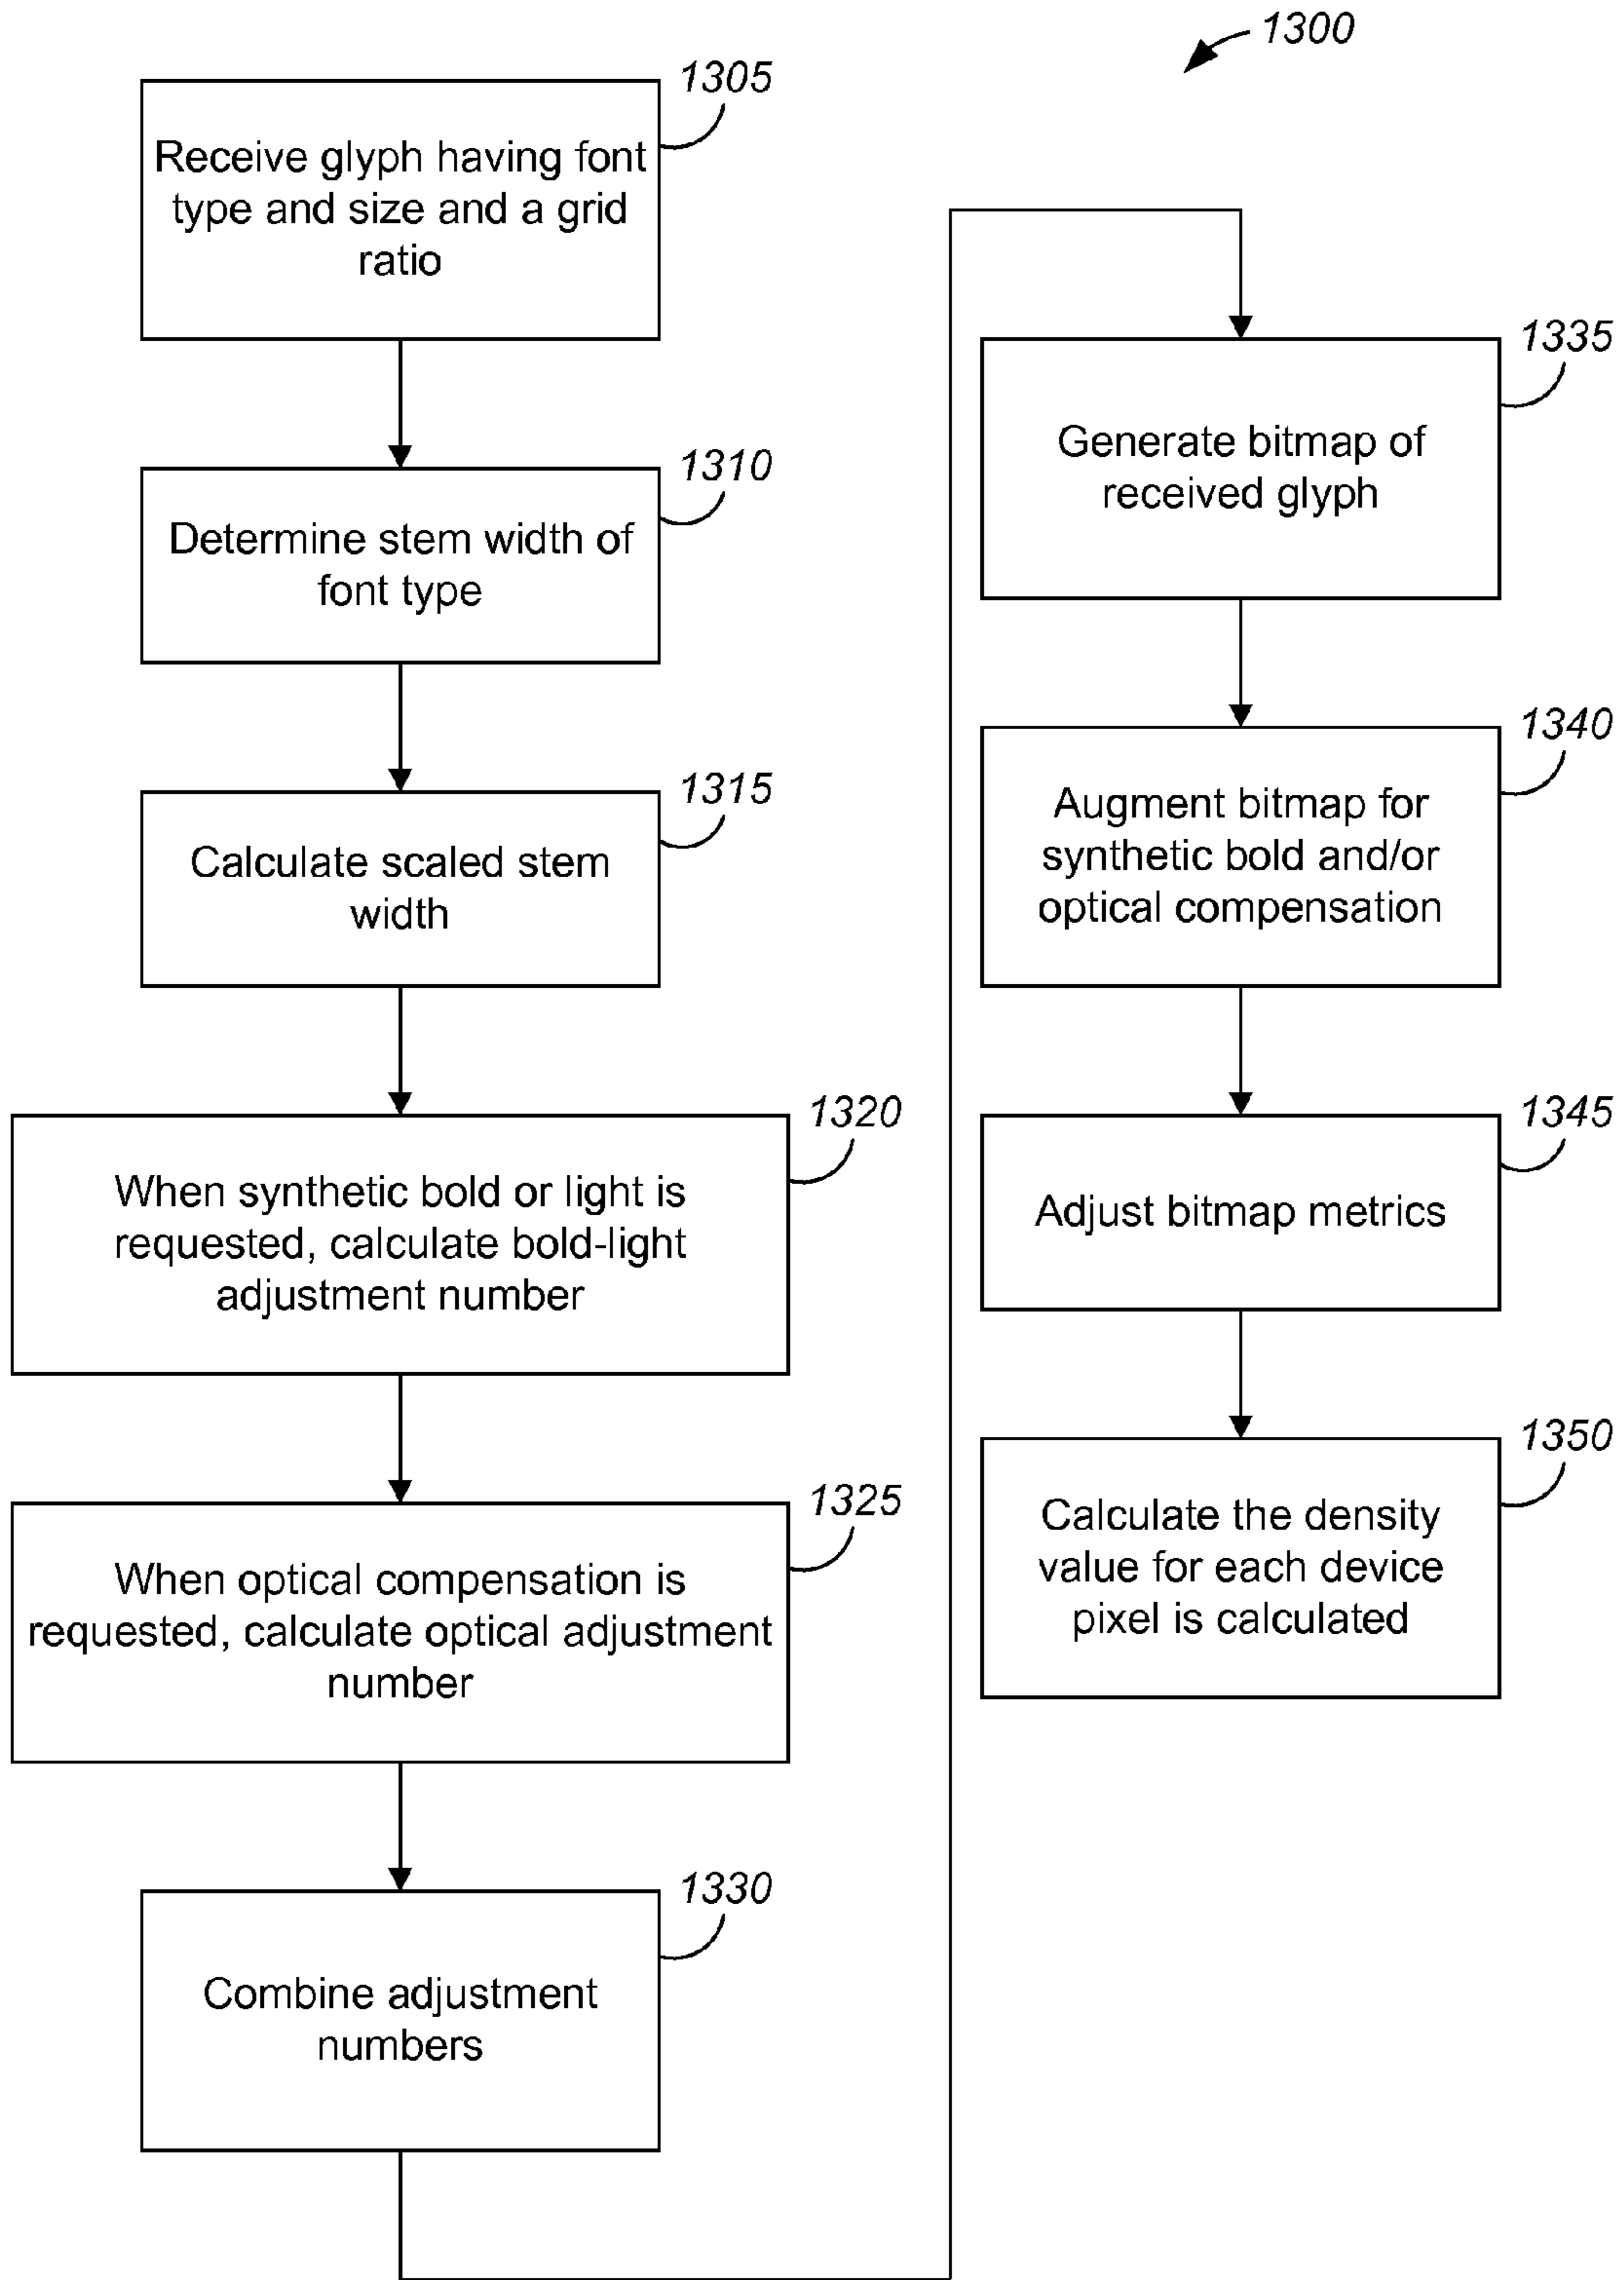 1300
1305
Receive glyph having font
type and size and a grid
ratio
1310
Determine stem width of
font type
1315
Calculate scaled stem
width
1320
When synthetic bold or light is
requested, calculate bold-light
adjustment number
1325
When optical compensation is
requested, calculate optical adjustment
number
1330
Combine adjustment
numbers
1335
Generate bitmap of
received glyph
1340
Augment bitmap for
synthetic bold and/or
optical compensation
1345
Adjust bitmap metrics
1350
Calculate the density
value for each device
pixel is calculated